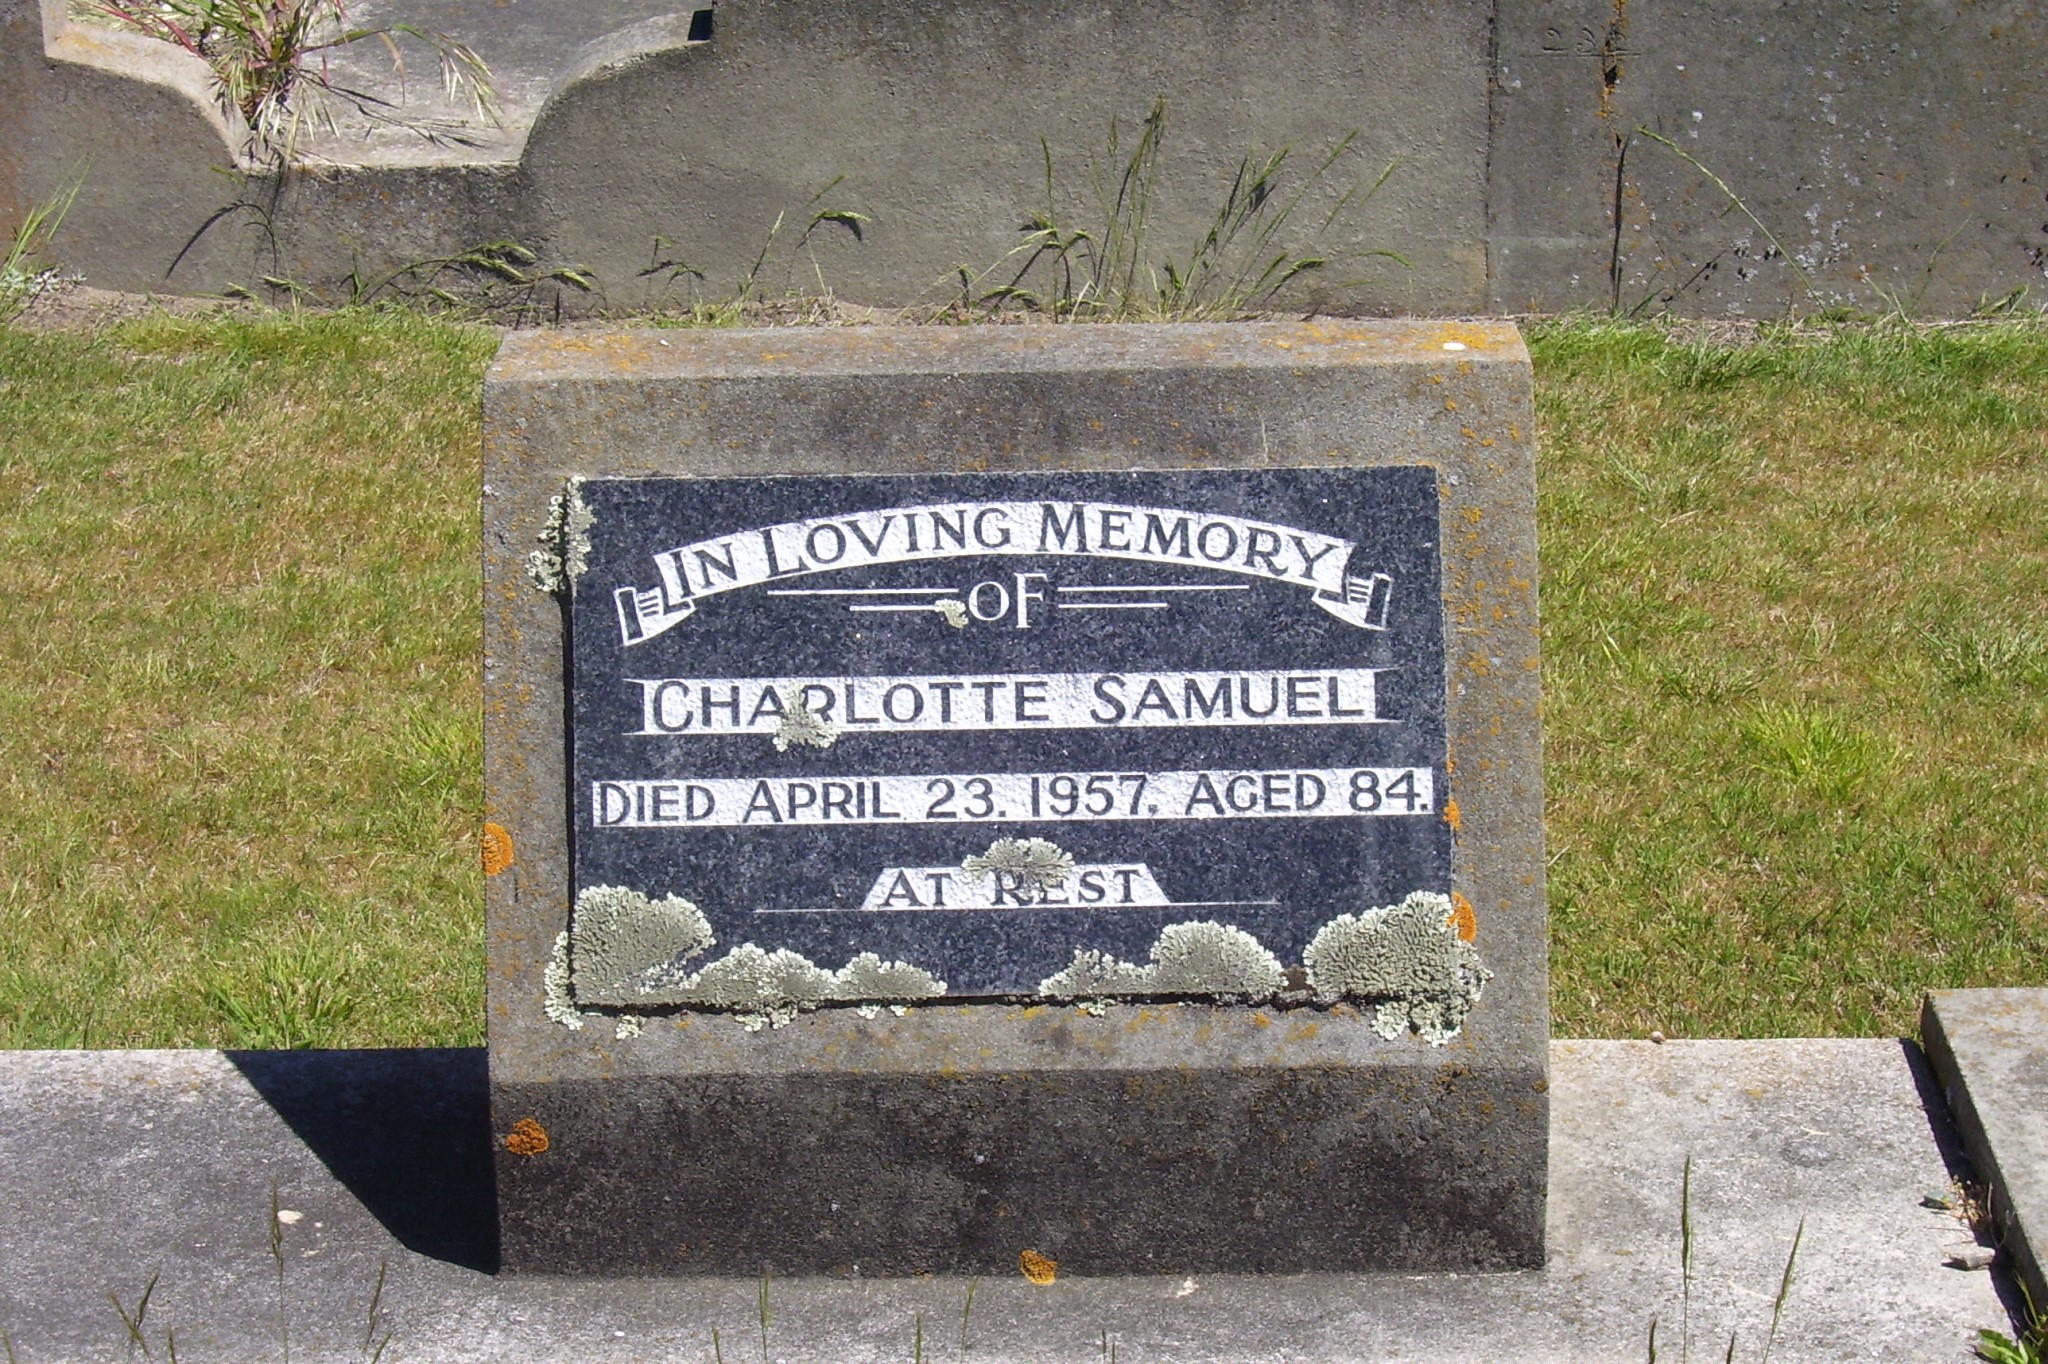 IN LOVING MEMORY
OF
CHARLOTTE SAMUEL
DIED APRIL 23. 1957, AGED 84.
AT REST